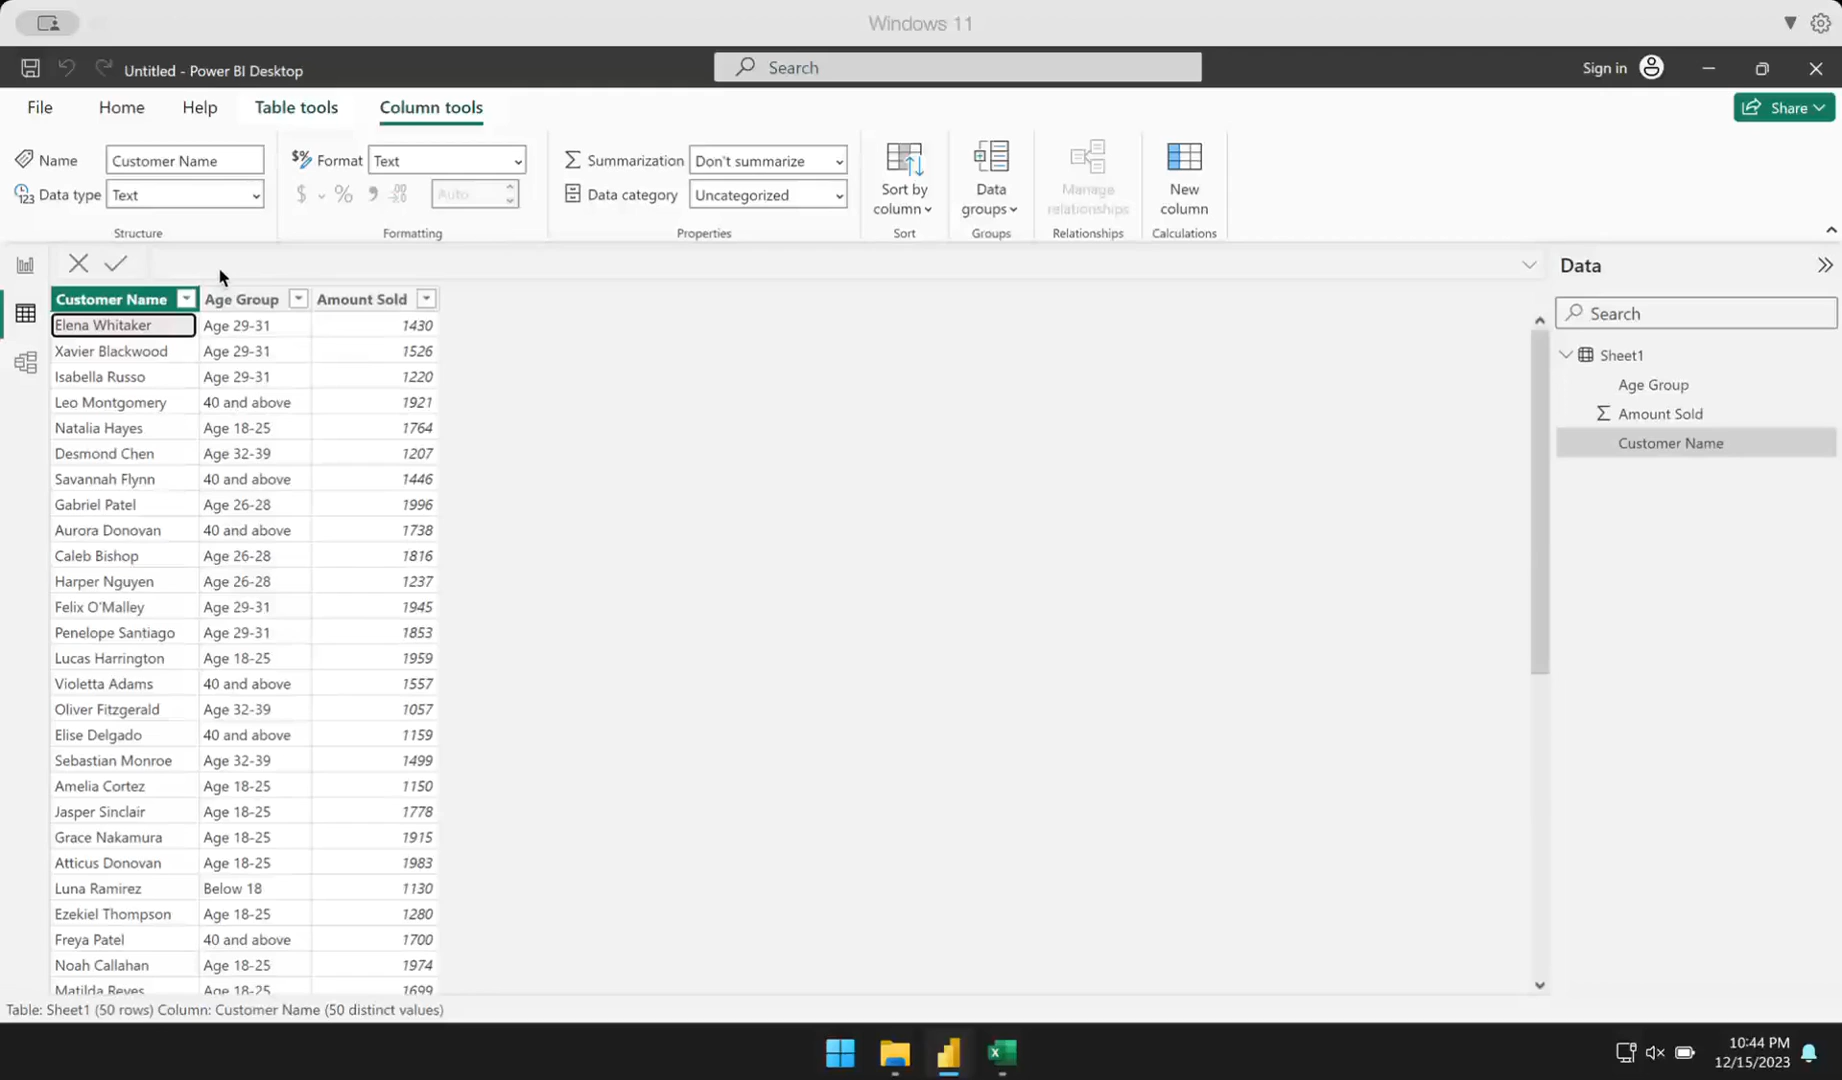 Windows 11
Untitled - Power BI Desktop
Search
Sign in
File
Home
Help
Table tools
Column tools
Share
Name
Customer Name
Data type
Text
Structure
Format
Text
$
%
Auto
Formatting
Summarization
Don't summarize
Data category
Uncategorized
Properties
Sort by
column
Sort
Data
groups
Groups
Manage
relationships
Relationships
New
column
Calculations
Customer Name Age Group Amount Sold
Elena Whitaker Age 29-31 1430
Xavier Blackwood Age 29-31 1526
Isabella Russo Age 29-31 1220
Leo Montgomery 40 and above 1921
Natalia Hayes Age 18-25 1764
Desmond Chen Age 32-39 1207
Savannah Flynn 40 and above 1446
Gabriel Patel Age 26-28 1996
Aurora Donovan 40 and above 1738
Caleb Bishop Age 26-28 1816
Harper Nguyen Age 26-28 1237
Felix O'Malley Age 29-31 1945
Penelope Santiago Age 29-31 1853
Lucas Harrington Age 18-25 1959
Violetta Adams 40 and above 1557
Oliver Fitzgerald Age 32-39 1057
Elise Delgado 40 and above 1159
Sebastian Monroe Age 32-39 1499
Amelia Cortez Age 18-25 1150
Jasper Sinclair Age 18-25 1778
Grace Nakamura Age 18-25 1915
Atticus Donovan Age 18-25 1983
Luna Ramirez Below 18 1130
Ezekiel Thompson Age 18-25 1280
Freya Patel 40 and above 1700
Noah Callahan Age 18-25 1974
Matilda Reyes Age 18-25 1699
Data
Search
Sheet1
Age Group
Amount Sold
Customer Name
Table: Sheet1 (50 rows) Column: Customer Name (50 distinct values)
10:44 PM
12/15/2023